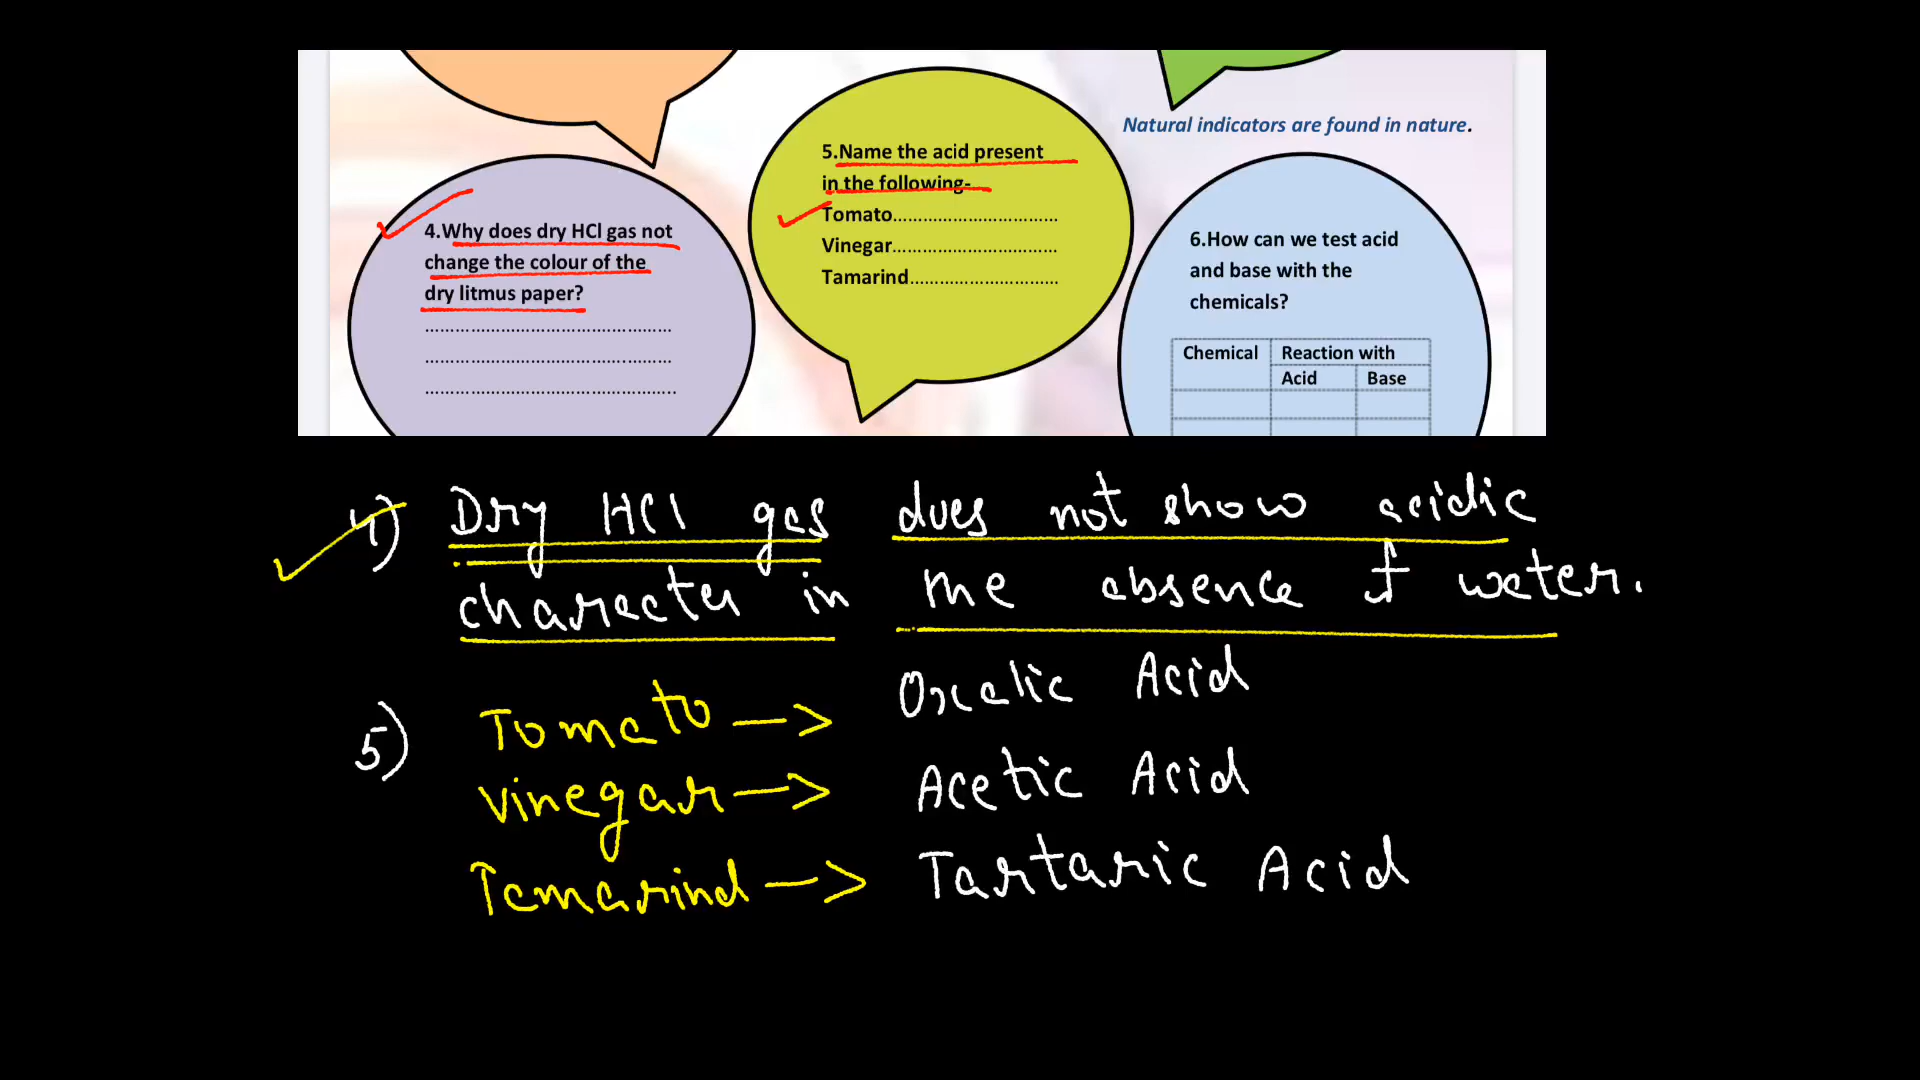 Natural indicators are found in nature.
4.Why does dry HCl gas not
change the colour of the
dry litmus paper?
5.Name the acid present
in the following-
Tomato................................
Vinegar................................
Tamarind.............................
6.How can we test acid
and base with the
chemicals?
Chemical Reaction with
Acid Base
4) Dry HCl gas does not show acidic
character in the absence of water.
5) Tomato —> Oxalic Acid
Vinegar —> Acetic Acid
Tamarind —> Tartaric Acid